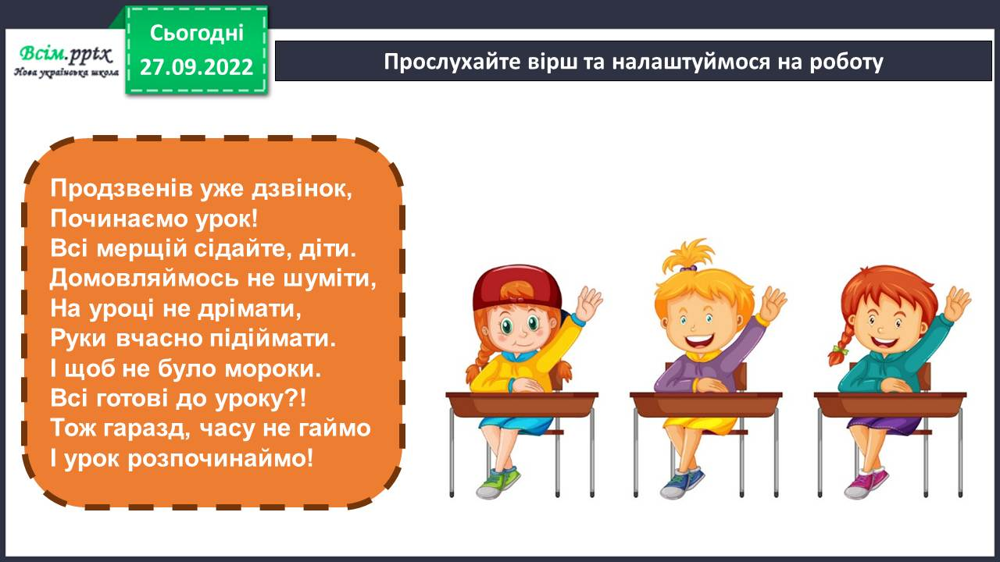 Всім.pptx
Нова українська школа
Сьогодні
27.09.2022
Прослухайте вірш та налаштуймося на роботу
Продзвенів уже дзвінок,
Починаємо урок!
Всі мерщій сідайте, діти.
Домовляймось не шуміти,
На уроці не дрімати,
Руки вчасно підіймати.
І щоб не було мороки.
Всі готові до уроку?!
Тож гаразд, часу не гаймо
І урок розпочинаймо!